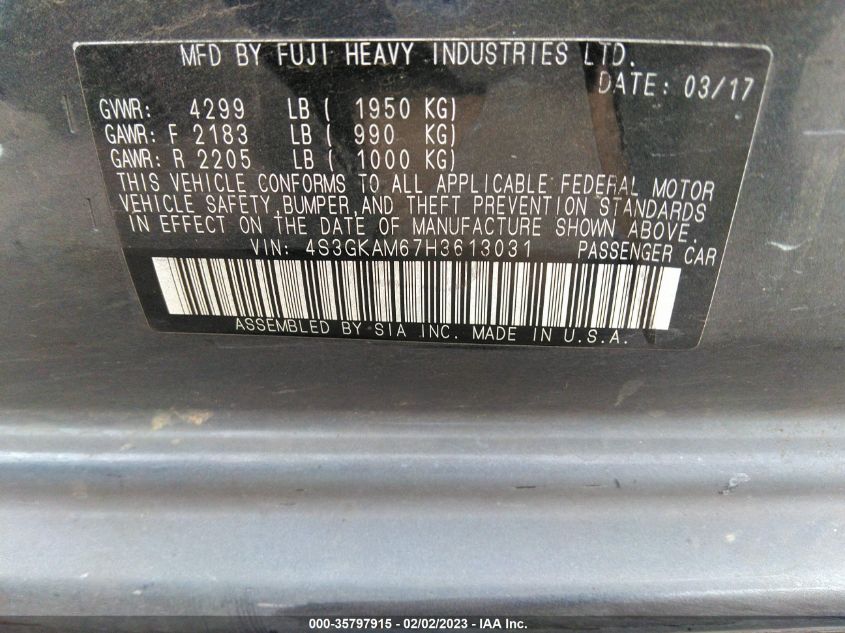 MFD BY FUJI HEAVY INDUSTRIES LTD.
DATE: 03/17
GVWR: 4299 LB ( 1950 KG)
GAWR: F 2183 LB ( 990 KG)
GAWR: R 2205 LB ( 1000 KG)
THIS VEHICLE CONFORMS TO ALL APPLICABLE FEDERAL MOTOR
VEHICLE SAFETY,BUMPER,AND THEFT PREVENTION STANDARDS
IN EFFECT ON THE DATE OF MANUFACTURE SHOWN ABOVE.
VIN: 4S3GKAM67H3613031 PASSENGER CAR
ASSEMBLED BY SIA INC. MADE IN U.S.A.
000-35797915 - 02/02/2023 - IAA Inc.